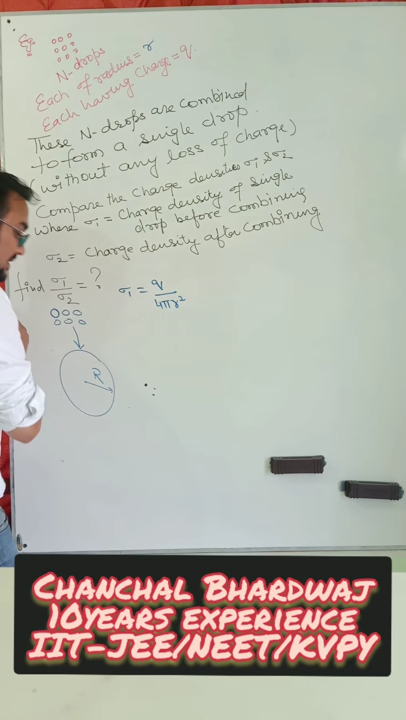 N-drops
Each of radius = r
Each having charge = q.
These N-drops are combined
to form a single drop.
(without any loss of charge)
Compare the charge densities σ1 & σ2
where σ1 = charge density of single
drop before combining
σ2 = charge density after combining
find σ1/σ2 = ?
σ1 = q/4πr²
R
CHANCHAL BHARDWAJ
10YEARS EXPERIENCE
IIT-JEE/NEET/KVPY